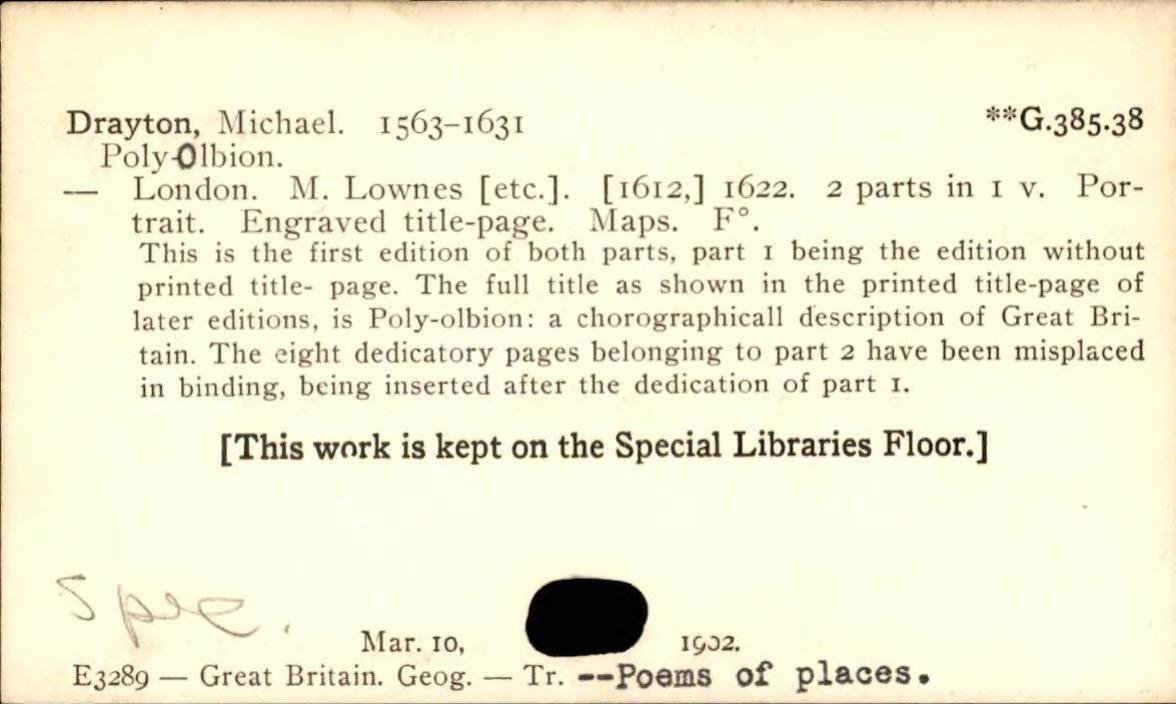 Drayton, Michael. 1563-1631 **G.385.38
Poly-Olbion.
— London. M. Lownes [etc.]. [1612,] 1622. 2 parts in 1 v. Por-
trait. Engraved title-page. Maps. F°.
This is the first edition of both parts, part 1 being the edition without
printed title- page. The full title as shown in the printed title-page of
later editions, is Poly-olbion: a chorographicall description of Great Bri-
tain. The eight dedicatory pages belonging to part 2 have been misplaced
in binding, being inserted after the dedication of part 1.
[This work is kept on the Special Libraries Floor.]
Spec.
Mar. 10, 1902.
E3289 — Great Britain. Geog. — Tr. --Poems of places.